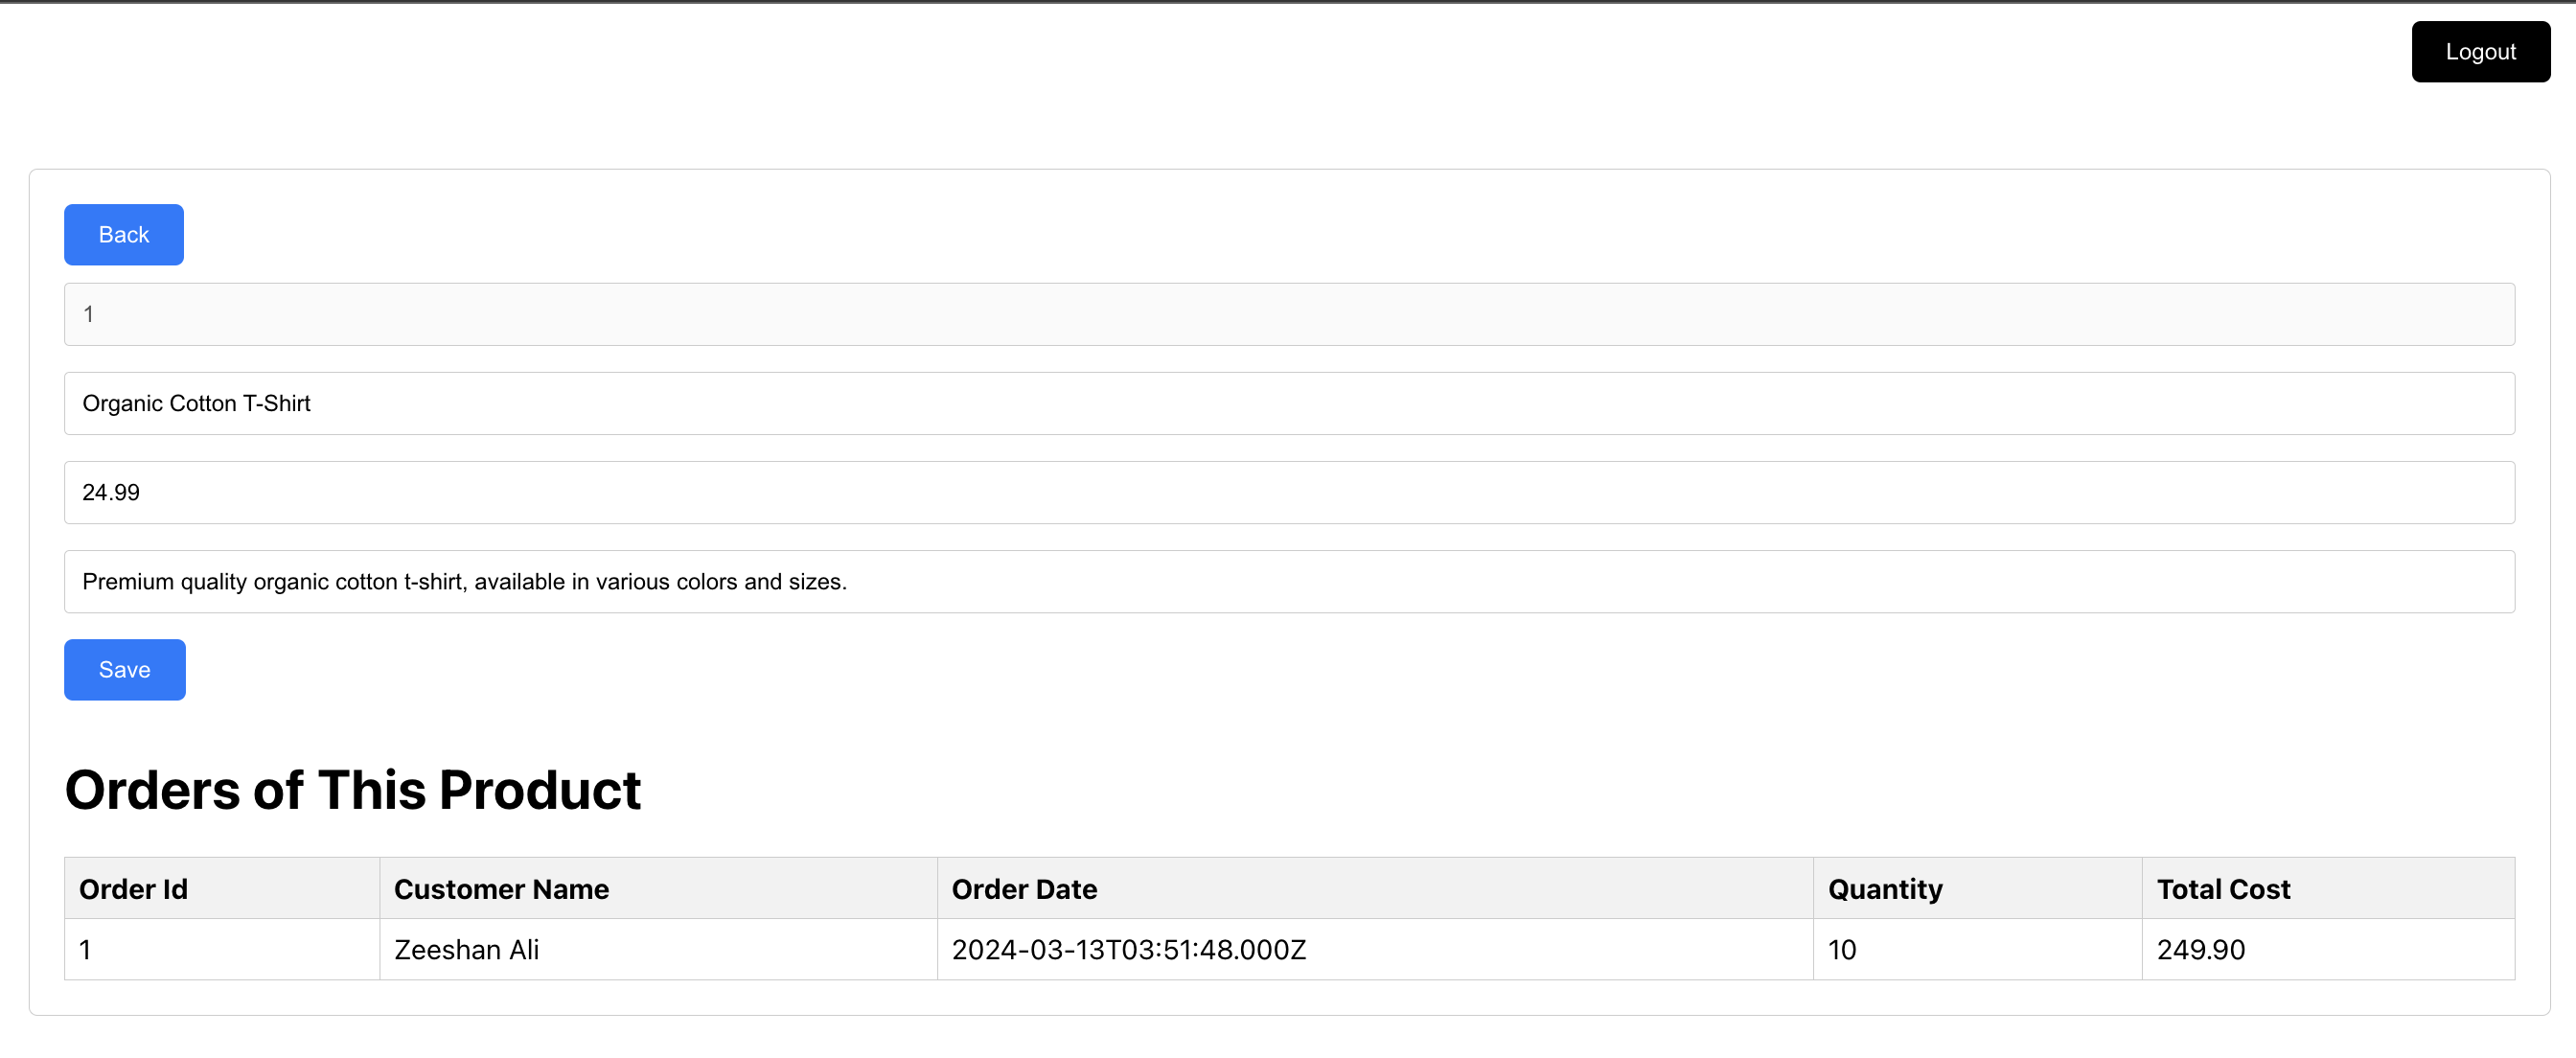 Logout
Back
1
Organic Cotton T-Shirt
24.99
Premium quality organic cotton t-shirt, available in various colors and sizes.
Save
Orders of This Product
Order Id Customer Name Order Date Quantity Total Cost
1 Zeeshan Ali 2024-03-13T03:51:48.000Z 10 249.90